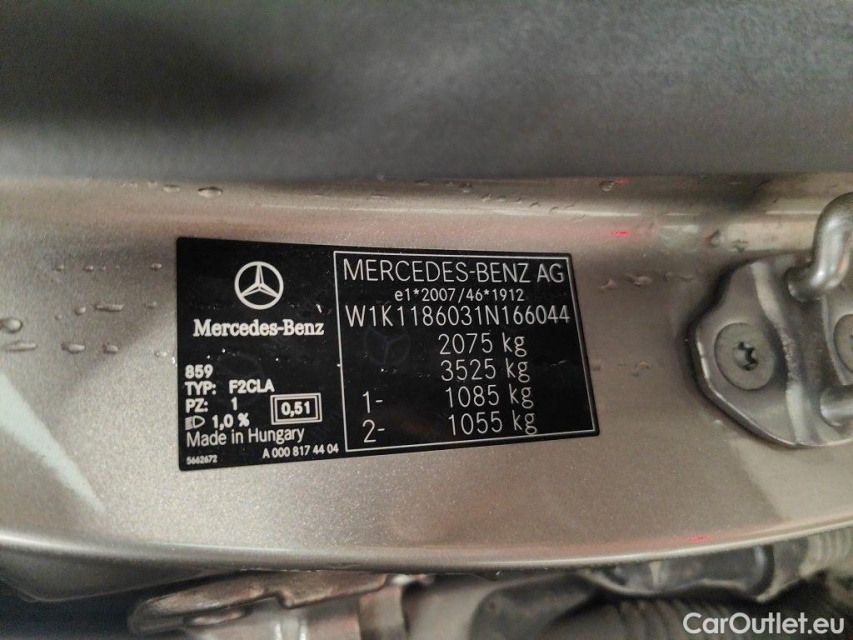 Mercedes-Benz
859
TYP: F2CLA
PZ: 1
0,51
1,0 %
Made in Hungary
5662672
A 000 817 44 04
MERCEDES-BENZ AG
e1*2007/46*1912
W1K1186031N166044
2075 kg
3525 kg
1- 1085 kg
2- 1055 kg
CarOutlet.eu